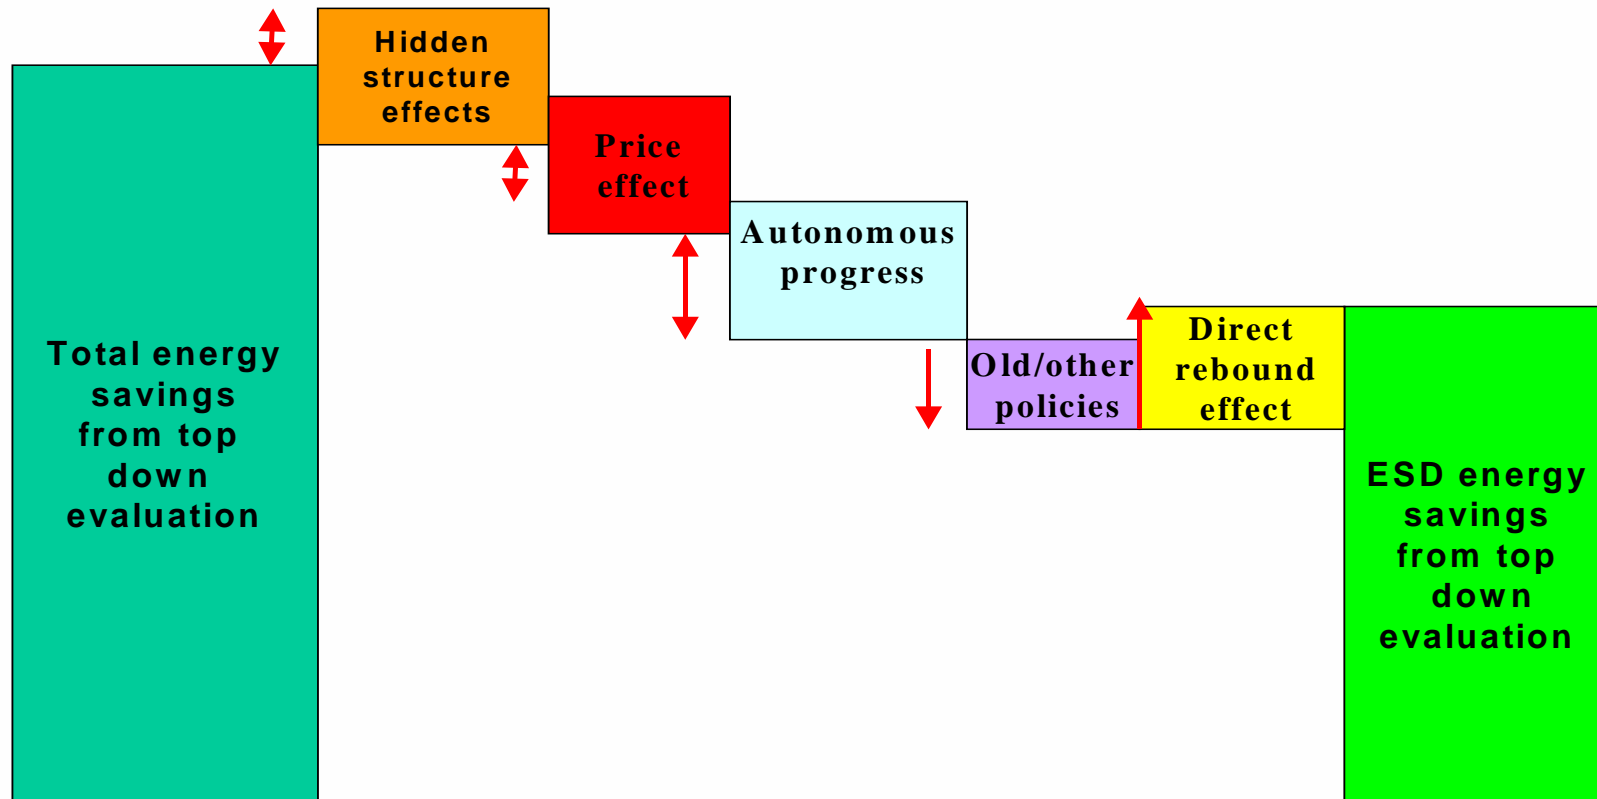 Hidden
structure
effects
Price
effect
Autonomous
progress
Total energy
savings
from top
down
evaluation
Old/other
policies
Direct
rebound
effect
ESD energy
savings
from top
down
evaluation